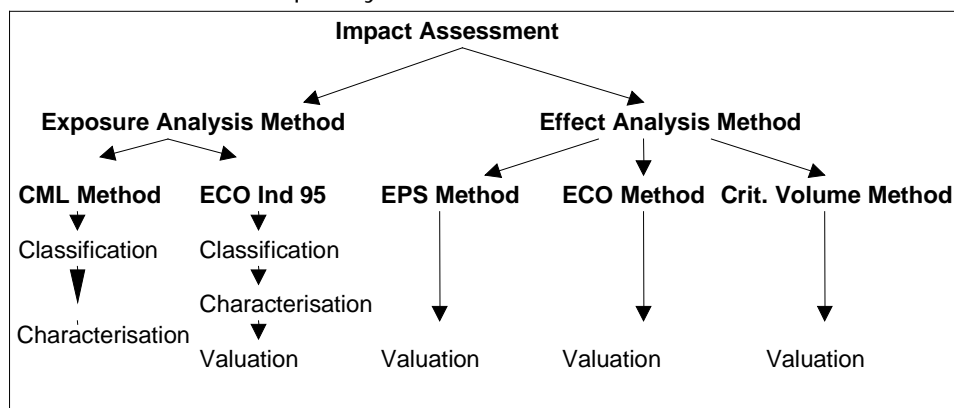 Impact Assessment
Exposure Analysis Method Effect Analysis Method
CML Method ECO Ind 95 EPS Method ECO Method Crit. Volume Method
Classification Classification
Characterisation
Characterisation
Valuation Valuation Valuation Valuation